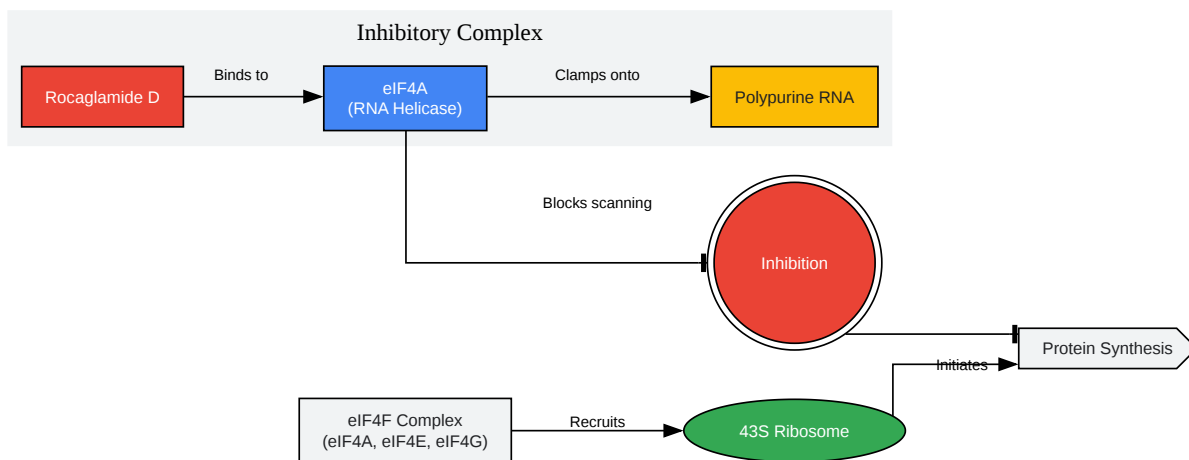 Inhibitory Complex
Rocaglamide D
Binds to
eIF4A
(RNA Helicase)
Clamps onto
Polypurine RNA
Blocks scanning
Inhibition
Protein Synthesis
Initiates
eIF4F Complex
(eIF4A, eIF4E, eIF4G)
Recruits
43S Ribosome